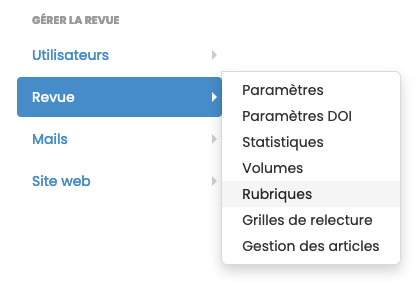 GÉRER LA REVUE
Utilisateurs
Revue
Mails
Site web
Paramètres
Paramètres DOI
Statistiques
Volumes
Rubriques
Grilles de relecture
Gestion des articles